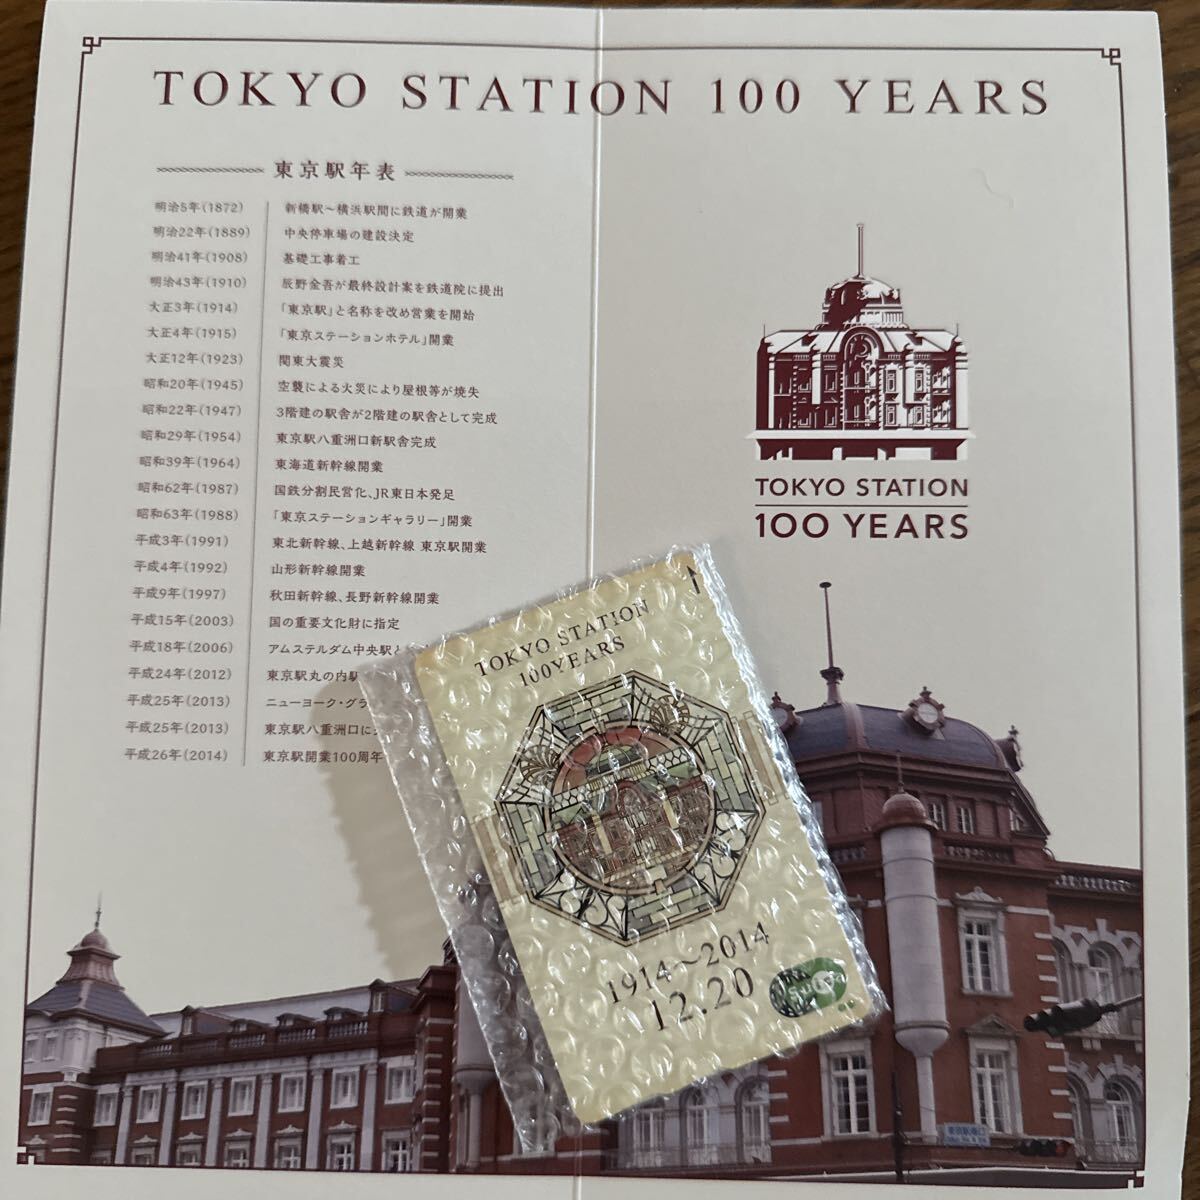 TOKYO STATION 100 YEARS
東京駅年表
明治5年(1872) 新橋駅〜横浜駅間に鉄道が開業
明治22年(1889) 中央停車場の建設決定
明治41年(1908) 基礎工事着工
明治43年(1910) 辰野金吾が最終設計案を鉄道院に提出
大正3年(1914) 「東京駅」と名称を改め営業を開始
大正4年(1915) 「東京ステーションホテル」開業
大正12年(1923) 関東大震災
昭和20年(1945) 空襲による火災により屋根等が焼失
昭和22年(1947) 3階建の駅舎が2階建の駅舎として完成
昭和29年(1954) 東京駅八重洲口新駅舎完成
昭和39年(1964) 東海道新幹線開業
昭和62年(1987) 国鉄分割民営化、JR東日本発足
昭和63年(1988) 「東京ステーションギャラリー」開業
平成3年(1991) 東北新幹線、上越新幹線 東京駅開業
平成4年(1992) 山形新幹線開業
平成9年(1997) 秋田新幹線、長野新幹線開業
平成15年(2003) 国の重要文化財に指定
平成18年(2006) アムステルダム中央駅と
平成24年(2012) 東京駅丸の内駅
平成25年(2013) ニューヨーク・グラ
平成25年(2013) 東京駅八重洲口に
平成26年(2014) 東京駅開業100周年
TOKYO STATION
100 YEARS
TOKYO STATION
100YEARS
1914〜2014
12.20
Suica